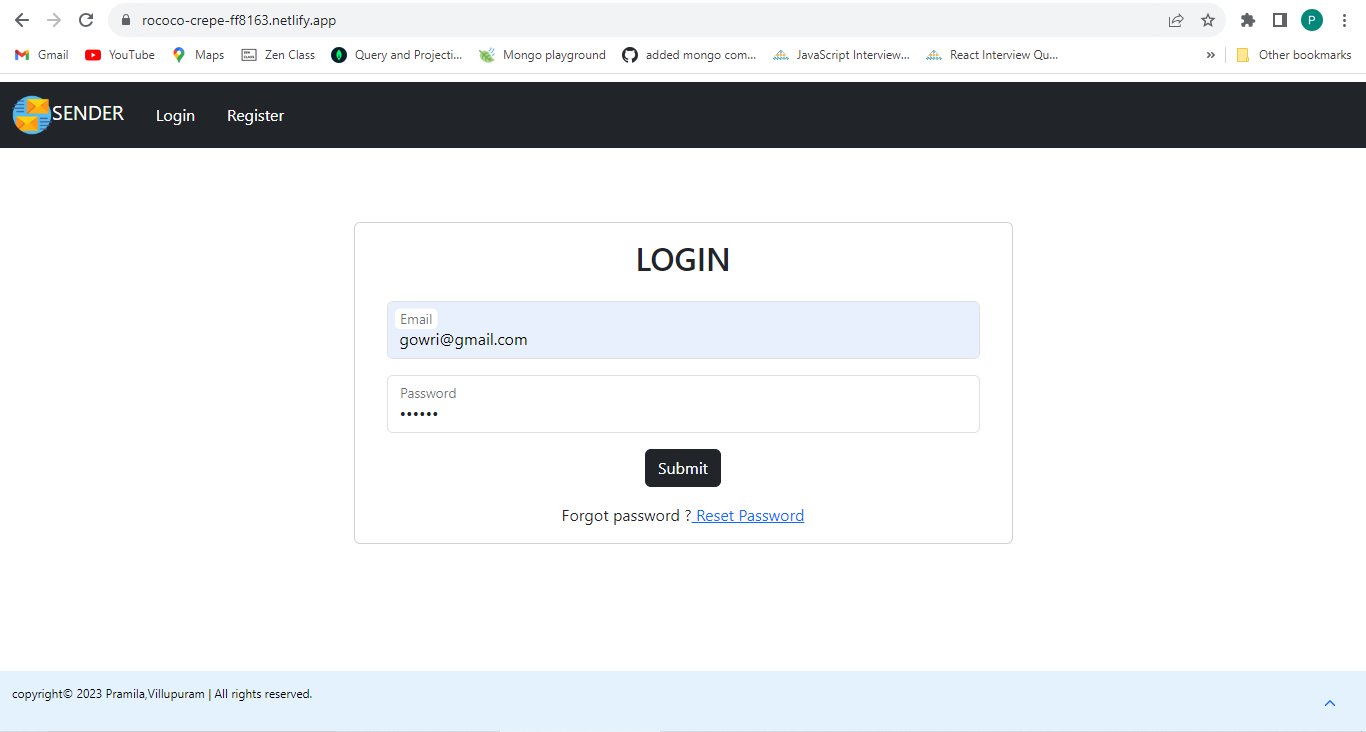 rococo-crepe-ff8163.netlify.app
P
Gmail YouTube Maps Zen Class Query and Projecti... Mongo playground added mongo com... JavaScript Interview... React Interview Qu... » Other bookmarks
SENDER Login Register
LOGIN
Email
gowri@gmail.com
Password
••••••
Submit
Forgot password ? Reset Password
copyright© 2023 Pramila,Villupuram | All rights reserved.